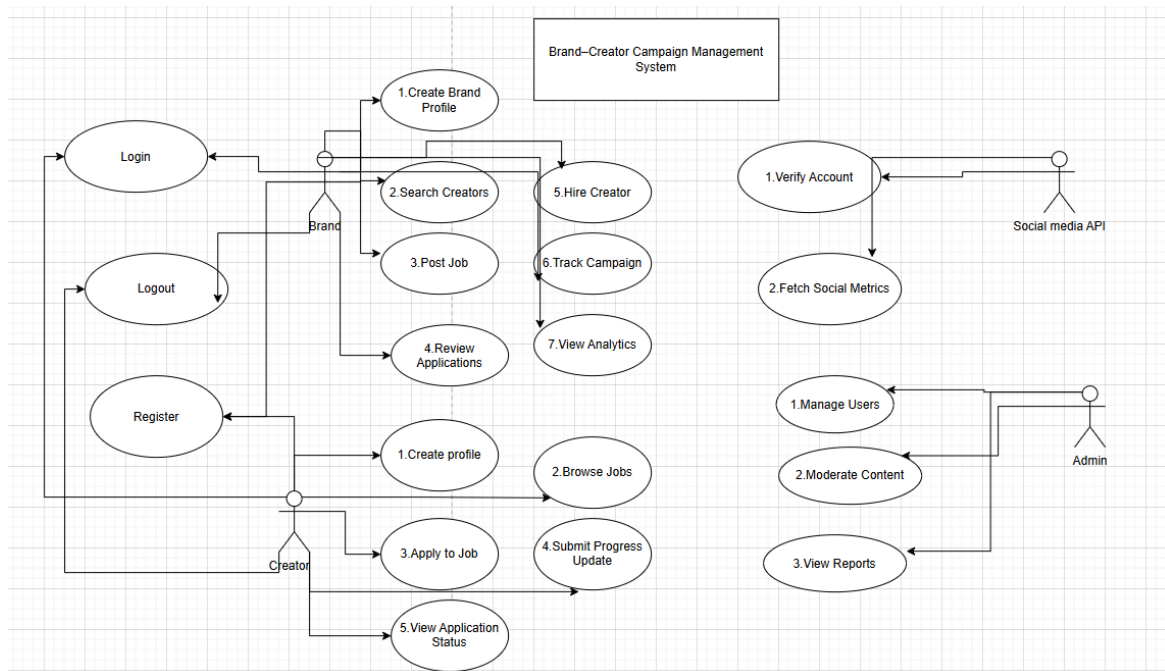 Brand–Creator Campaign Management
System
1.Create Brand
Profile
Login
2.Search Creators
5.Hire Creator
1.Verify Account
Brand
Social media API
3.Post Job
6.Track Campaign
Logout
2.Fetch Social Metrics
4.Review
Applications
7.View Analytics
Register
1.Manage Users
1.Create profile
2.Browse Jobs
2.Moderate Content
Admin
3.Apply to Job
4.Submit Progress
Update
Creator
3.View Reports
5.View Application
Status